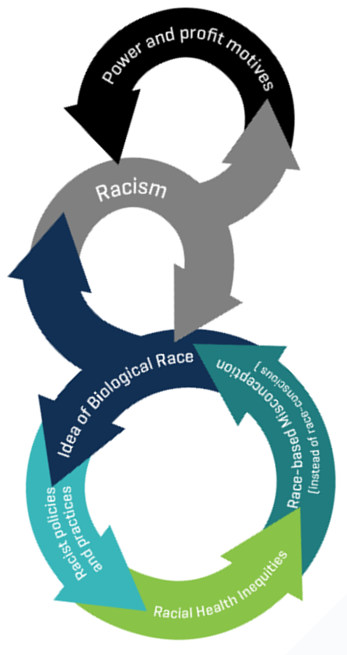 Power and profit motives
Racism
Idea of Biological Race
Racist policies
and practices
Racial Health Inequities
Race-based Misconception
[instead of race-conscious]